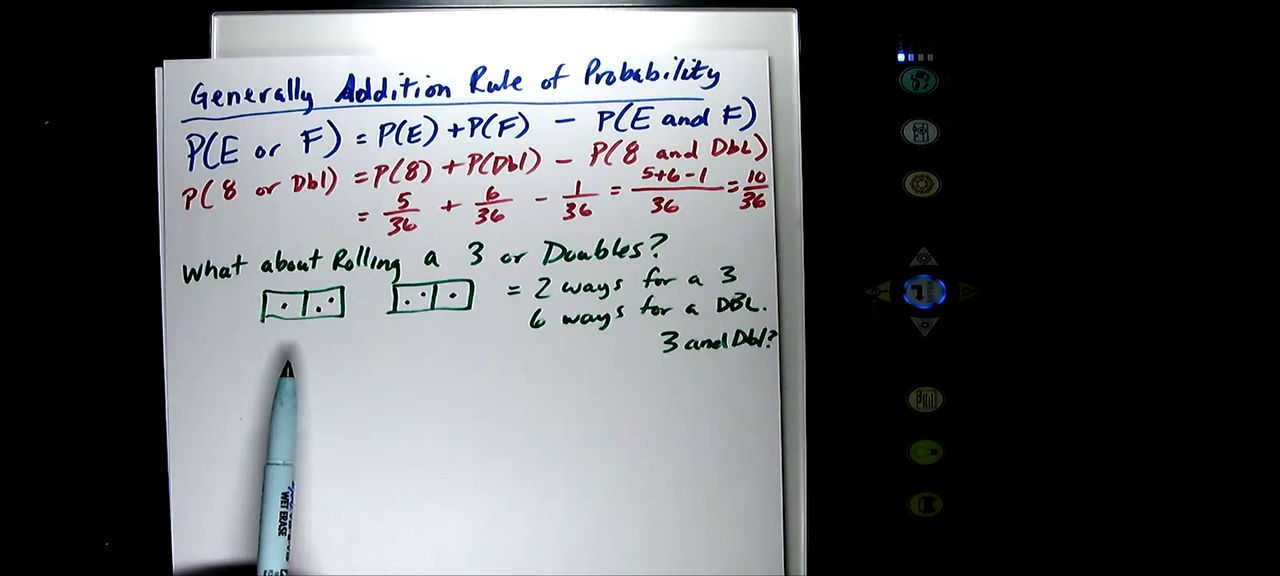 Generally Addition Rule of Probability
P(E or F) = P(E) + P(F) - P(E and F)
P(8 or Dbl) = P(8) + P(Dbl) - P(8 and DbL)
= 5/36 + 6/36 - 1/36 = 5+6-1/36 = 10/36
What about Rolling a 3 or Doubles?
= 2 ways for a 3
6 ways for a DBL.
3 and Dbl?
WET ERASE